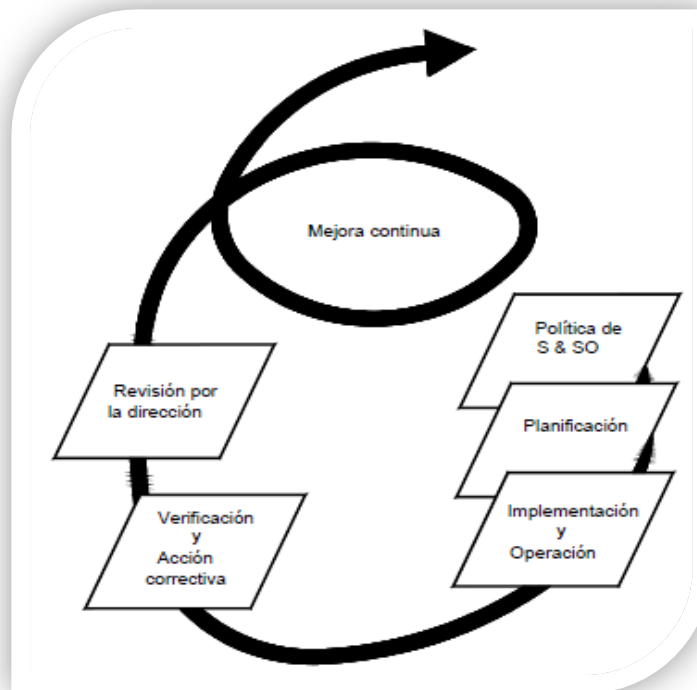 Mejora continua
Política de
S & SO
Planificación
Implementación
y
Operación
Verificación
y
Acción
correctiva
Revisión por
la dirección